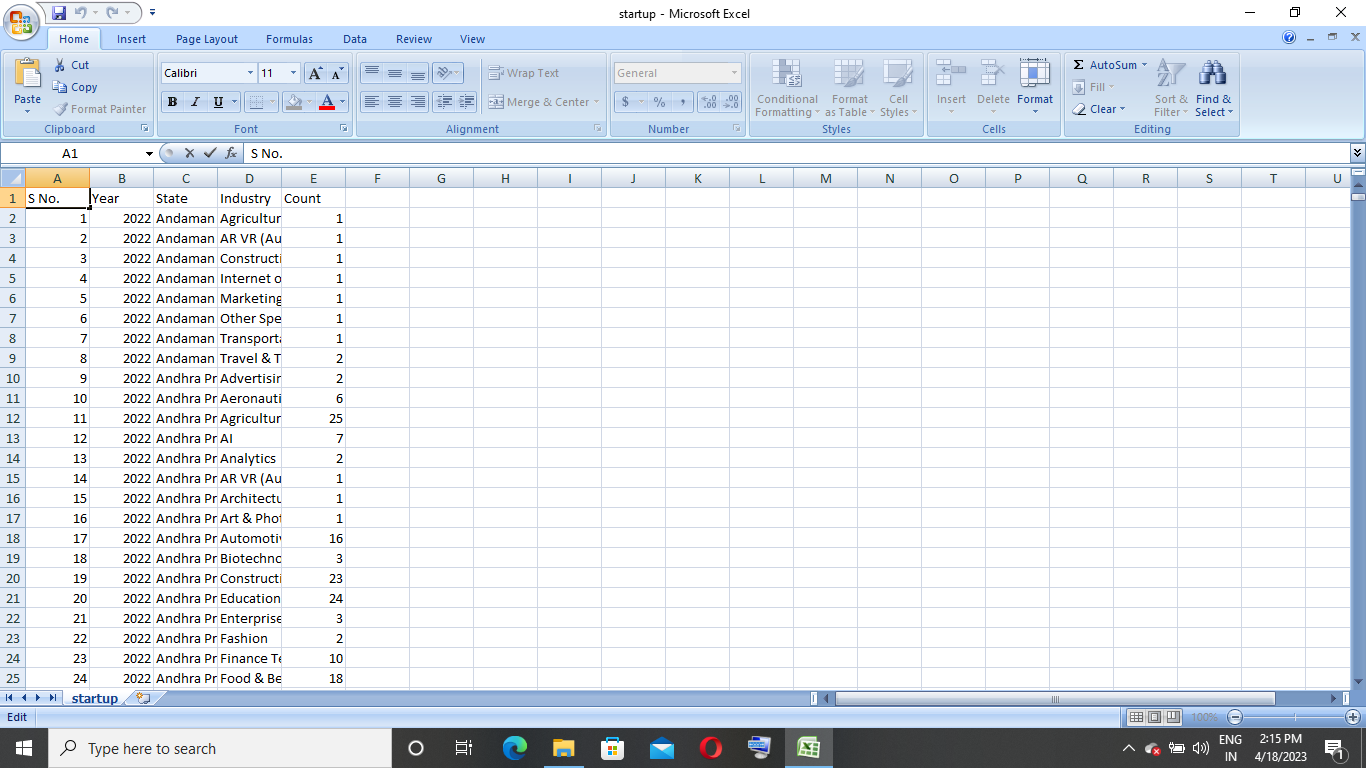 startup - Microsoft Excel
Home Insert Page Layout Formulas Data Review View
Paste Cut Copy Format Painter Clipboard
Calibri 11 B I U A Font
Wrap Text Merge & Center Alignment
General $ % , Number
Conditional Formatting Format as Table Cell Styles Styles
Insert Delete Format Cells
Σ AutoSum Fill Clear Sort & Filter Find & Select Editing
A1 fx S No.
A B C D E F G H I J K L M N O P Q R S T U
1 S No. Year State Industry Count
2 1 2022 Andaman Agricultur 1
3 2 2022 Andaman AR VR (Au 1
4 3 2022 Andaman Constructi 1
5 4 2022 Andaman Internet o 1
6 5 2022 Andaman Marketing 1
7 6 2022 Andaman Other Spe 1
8 7 2022 Andaman Transporta 1
9 8 2022 Andaman Travel & T 2
10 9 2022 Andhra Pr Advertisin 2
11 10 2022 Andhra Pr Aeronauti 6
12 11 2022 Andhra Pr Agricultur 25
13 12 2022 Andhra Pr AI 7
14 13 2022 Andhra Pr Analytics 2
15 14 2022 Andhra Pr AR VR (Au 1
16 15 2022 Andhra Pr Architectu 1
17 16 2022 Andhra Pr Art & Phot 1
18 17 2022 Andhra Pr Automotiv 16
19 18 2022 Andhra Pr Biotechno 3
20 19 2022 Andhra Pr Constructi 23
21 20 2022 Andhra Pr Education 24
22 21 2022 Andhra Pr Enterprise 3
23 22 2022 Andhra Pr Fashion 2
24 23 2022 Andhra Pr Finance Te 10
25 24 2022 Andhra Pr Food & Be 18
startup
Edit 100%
Type here to search ENG IN 2:15 PM 4/18/2023 1